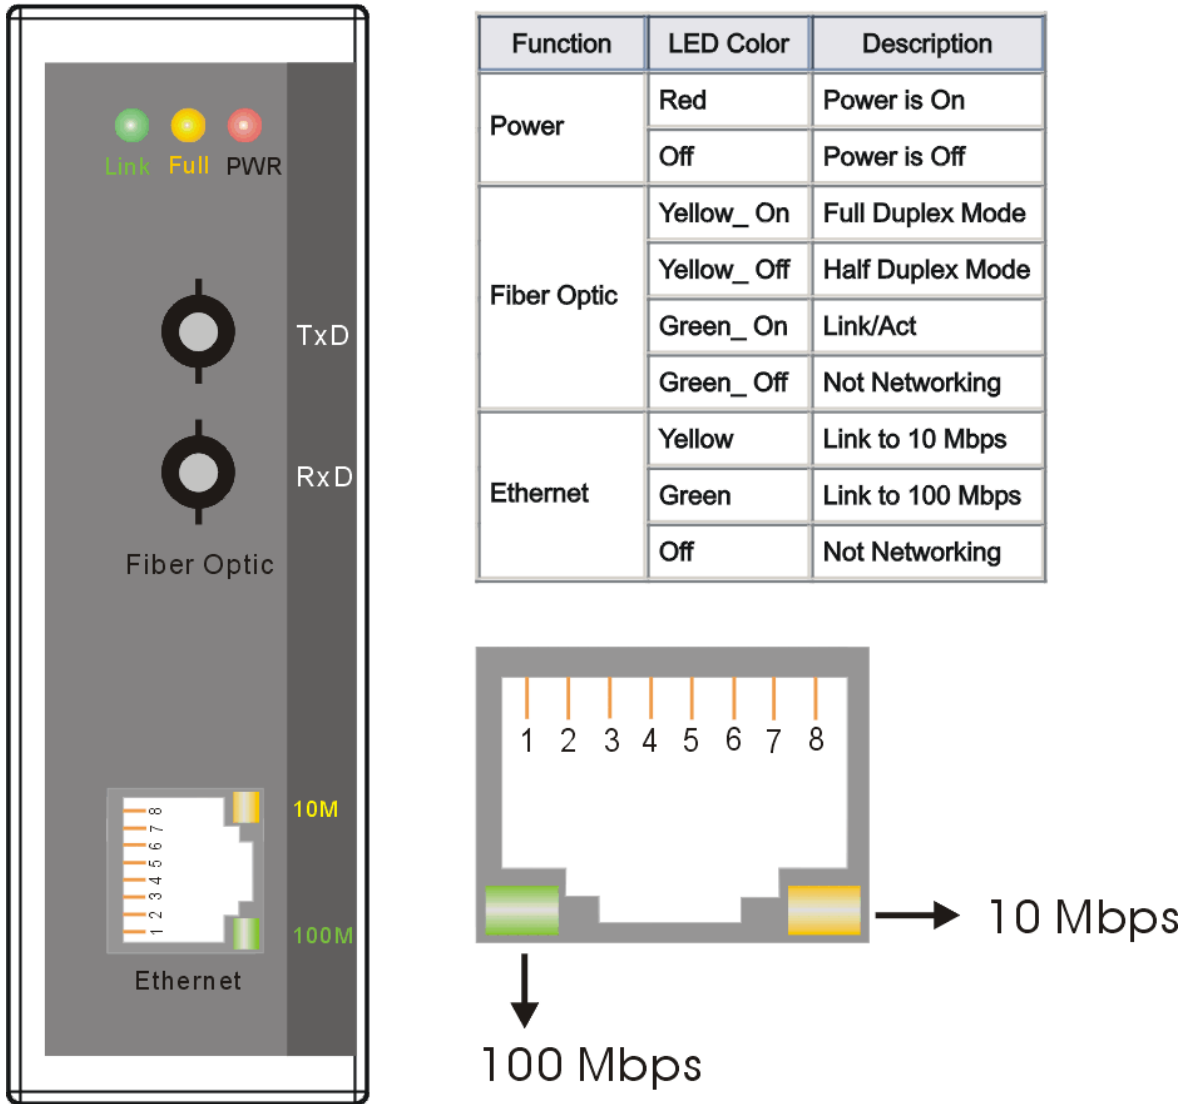 Link Full PWR
TxD
RxD
Fiber Optic
8
7
6
5
4
3
2
1
10M
100M
Ethernet
Function LED Color Description
Power Red Power is On
Off Power is Off
Fiber Optic Yellow_ On Full Duplex Mode
Yellow_ Off Half Duplex Mode
Green_ On Link/Act
Green_ Off Not Networking
Ethernet Yellow Link to 10 Mbps
Green Link to 100 Mbps
Off Not Networking
1 2 3 4 5 6 7 8
10 Mbps
100 Mbps